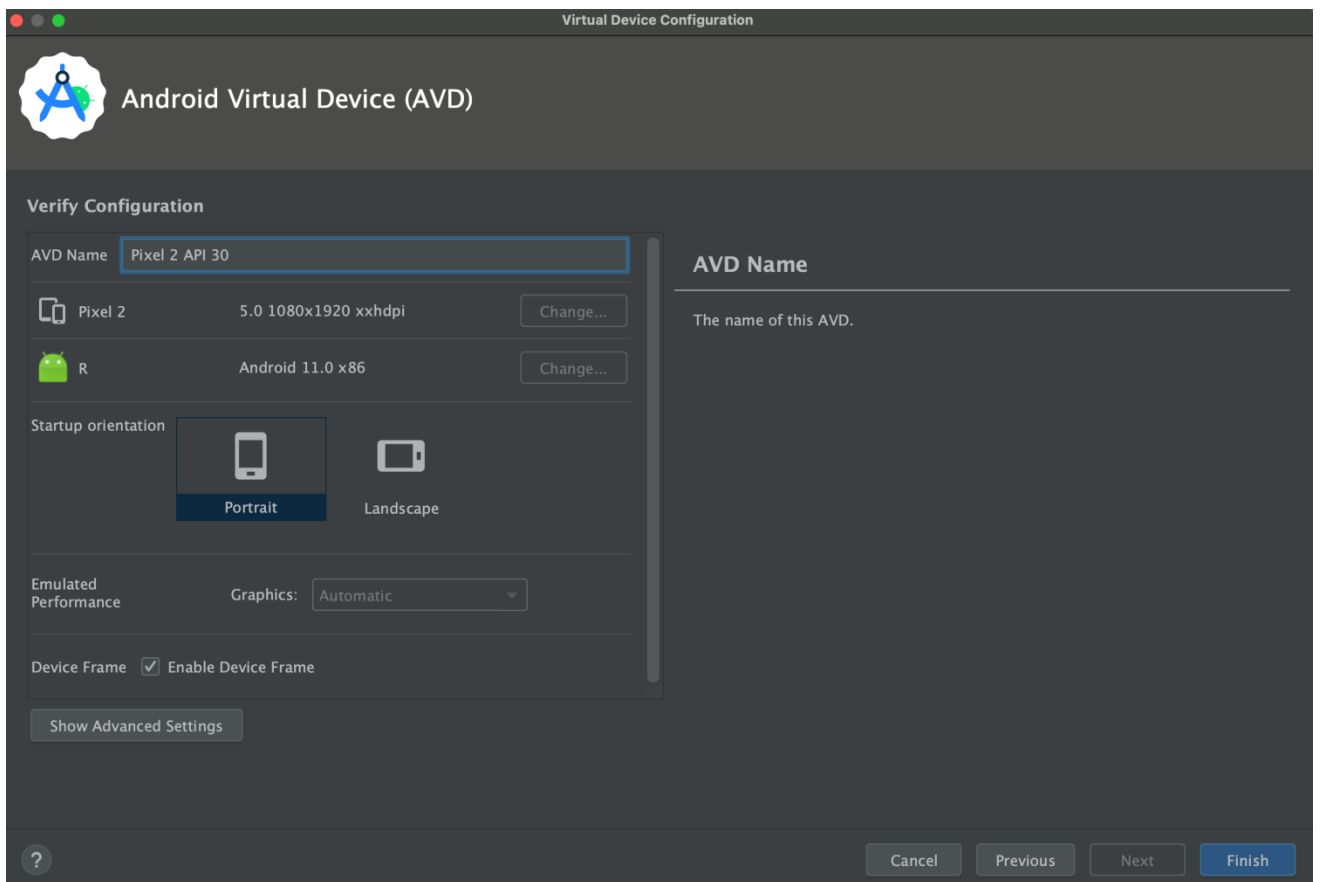 Virtual Device Configuration
Android Virtual Device (AVD)
Verify Configuration
AVD Name Pixel 2 API 30
Pixel 2 5.0 1080x1920 xxhdpi Change...
R Android 11.0 x86 Change...
Startup orientation
Portrait
Landscape
Emulated
Performance
Graphics: Automatic
Device Frame Enable Device Frame
Show Advanced Settings
AVD Name
The name of this AVD.
? Cancel Previous Next Finish